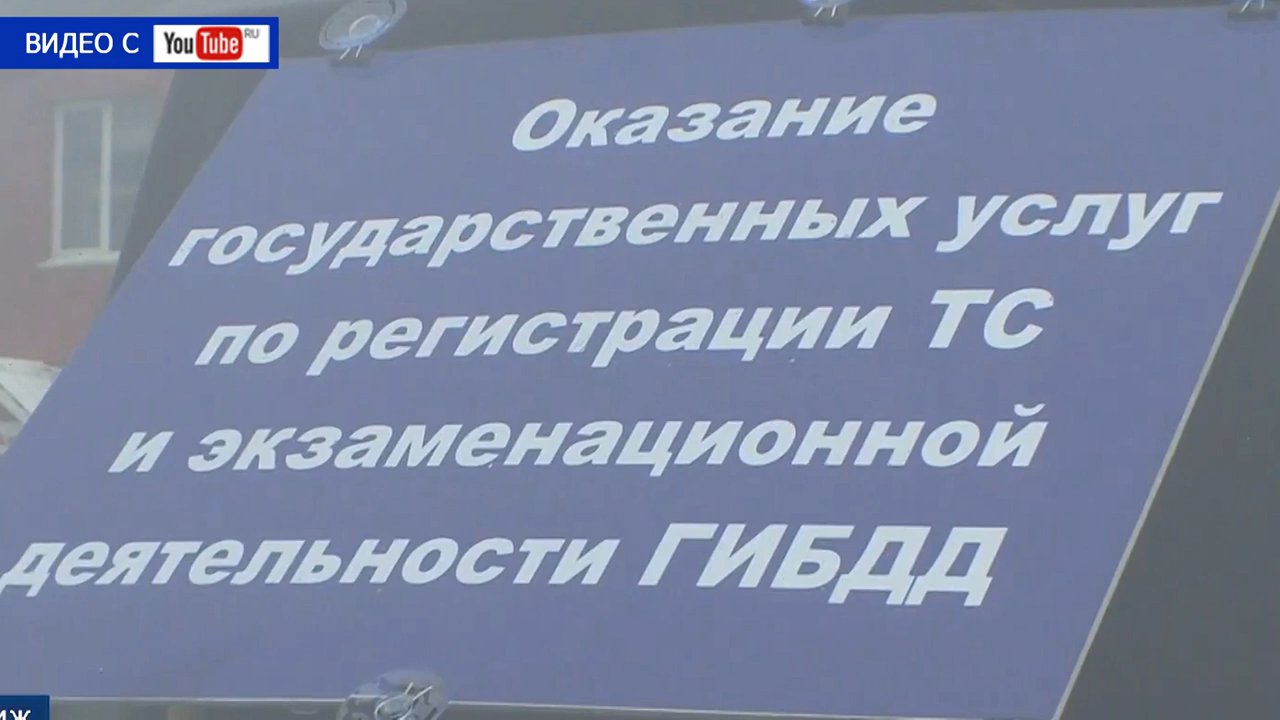 ВИДЕО С YouTube RU
Оказание
государственных услуг
по регистрации ТС
и экзаменационной
деятельности ГИБДД